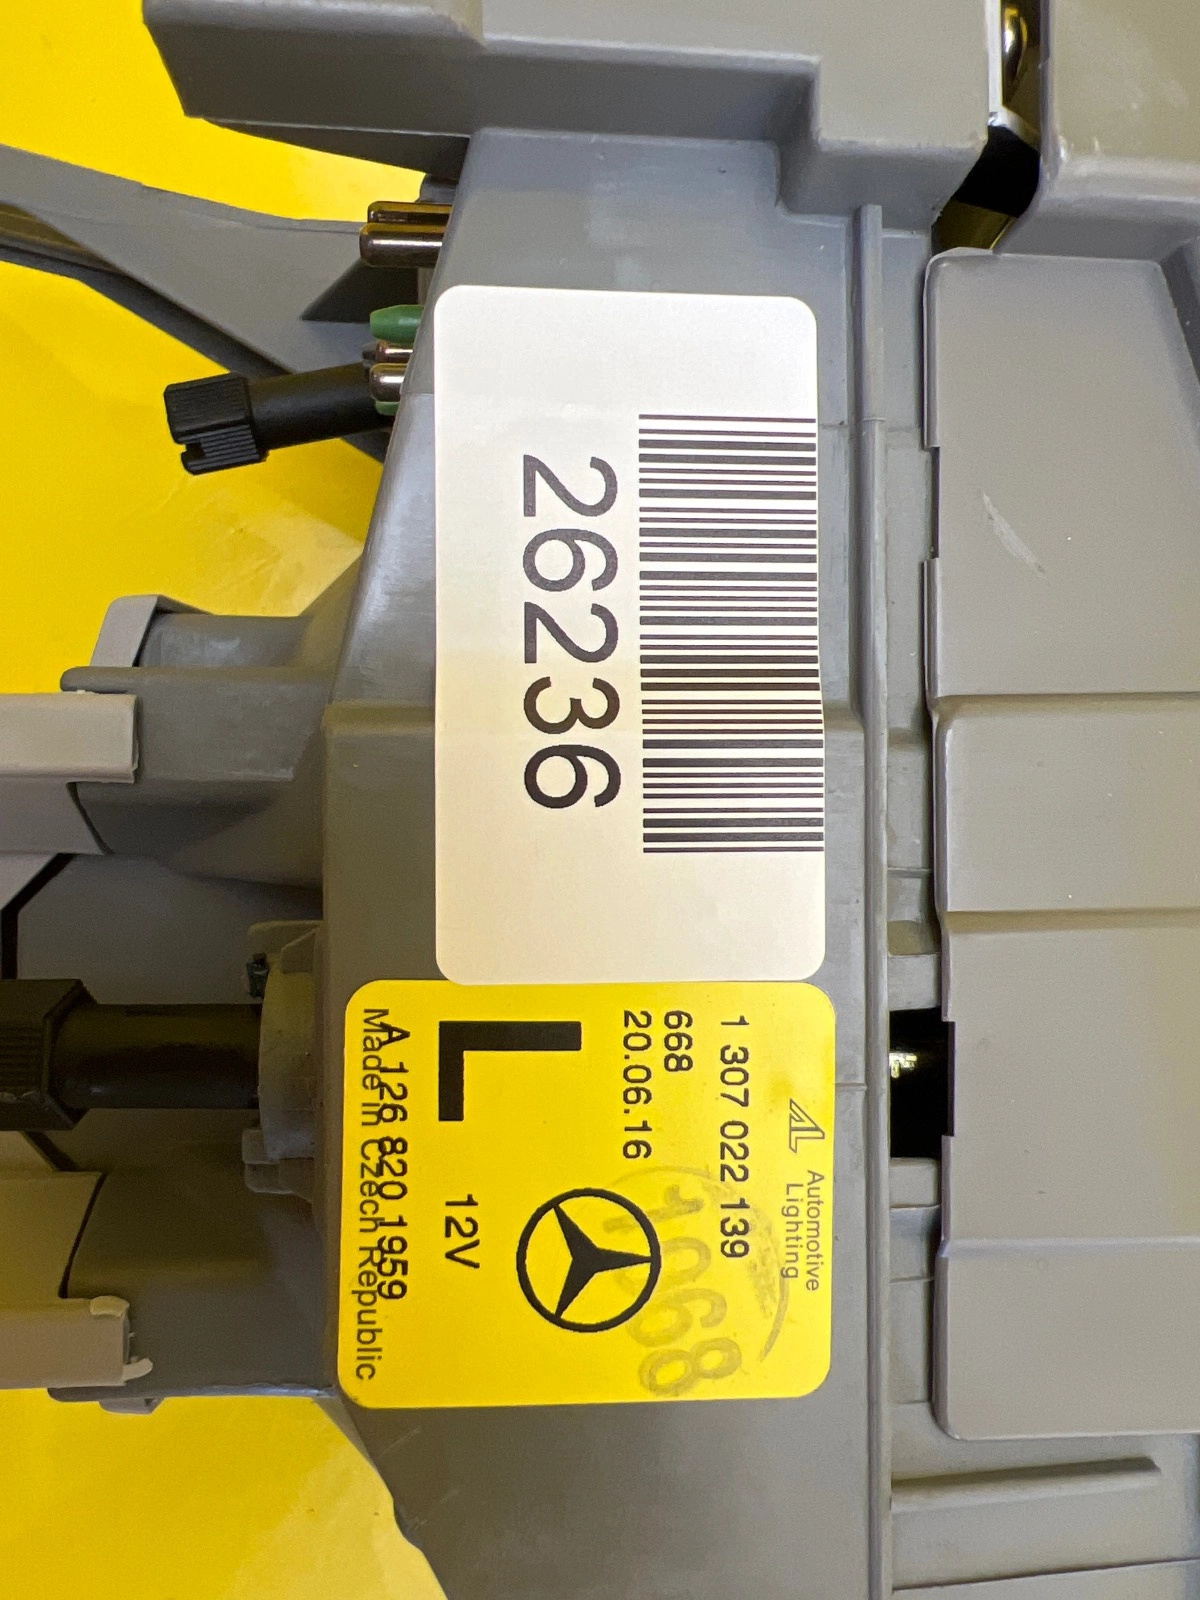 26236
Automotive
Lighting
1 307 022 139
668
20.06.16
L
12V
A 126 820 1959
Made in Czech Republic
1068